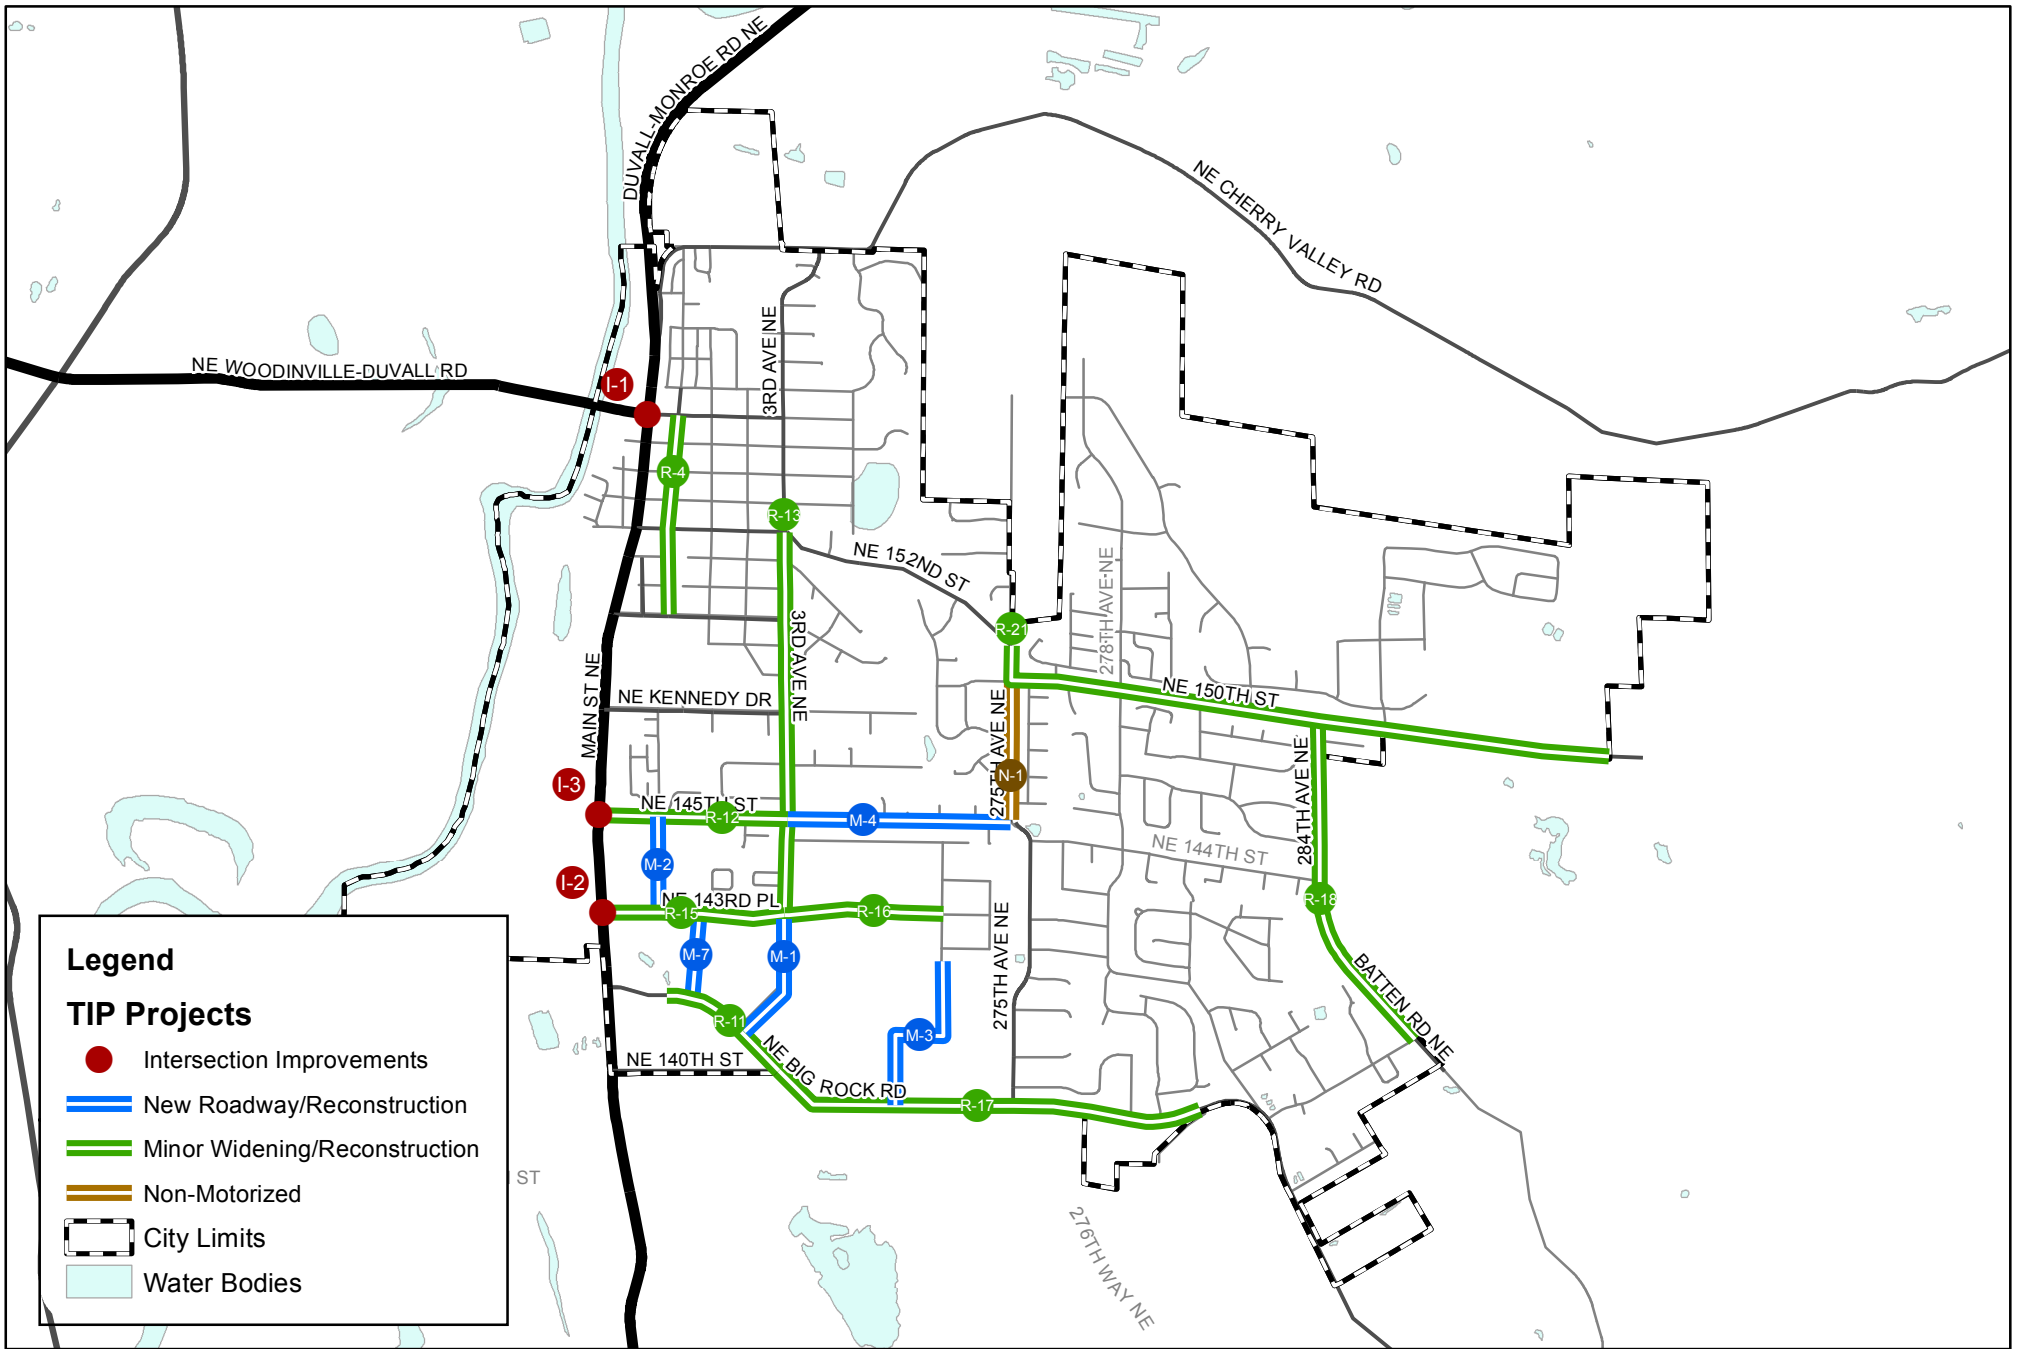 DUVALL-MONROE RD NE
NE CHERRY VALLEY RD
NE WOODINVILLE-DUVALL RD
I-1
3RD AVE NE
R-4
R-13
NE 152ND ST
278TH AVE NE
R-21
3RD AVE NE
MAIN ST NE
NE KENNEDY DR
NE 150TH ST
275TH AVE NE
284TH AVE NE
I-3
N-1
NE 145TH ST
R-12
M-4
NE 144TH ST
M-2
I-2
NE 143RD PL
R-15
R-16
R-18
M-7
M-1
275TH AVE NE
BATTEN RD NE
R-11
M-3
NE 140TH ST
NE BIG ROCK RD
R-17
ST
276TH WAY NE
Legend
TIP Projects
Intersection Improvements
New Roadway/Reconstruction
Minor Widening/Reconstruction
Non-Motorized
City Limits
Water Bodies